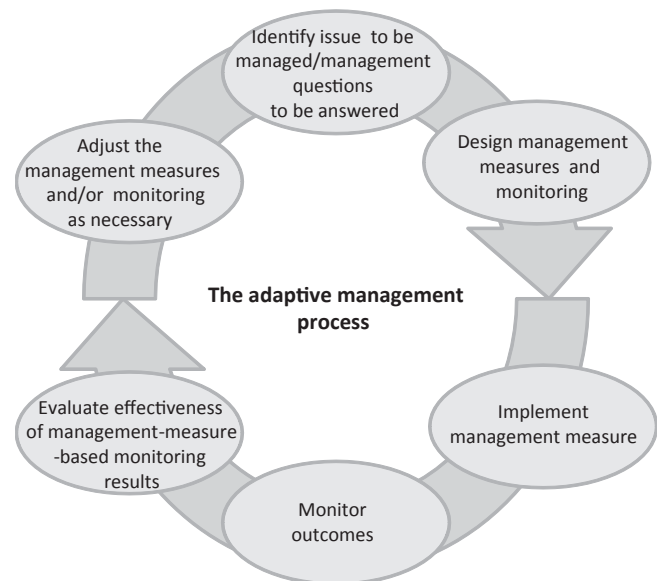 Identify issue to be
managed/management
questions
to be answered
Design management
measures and
monitoring
Implement
management measure
Monitor
outcomes
Evaluate effectiveness
of management-measure
-based monitoring
results
Adjust the
management measures
and/or monitoring
as necessary
The adaptive management
process